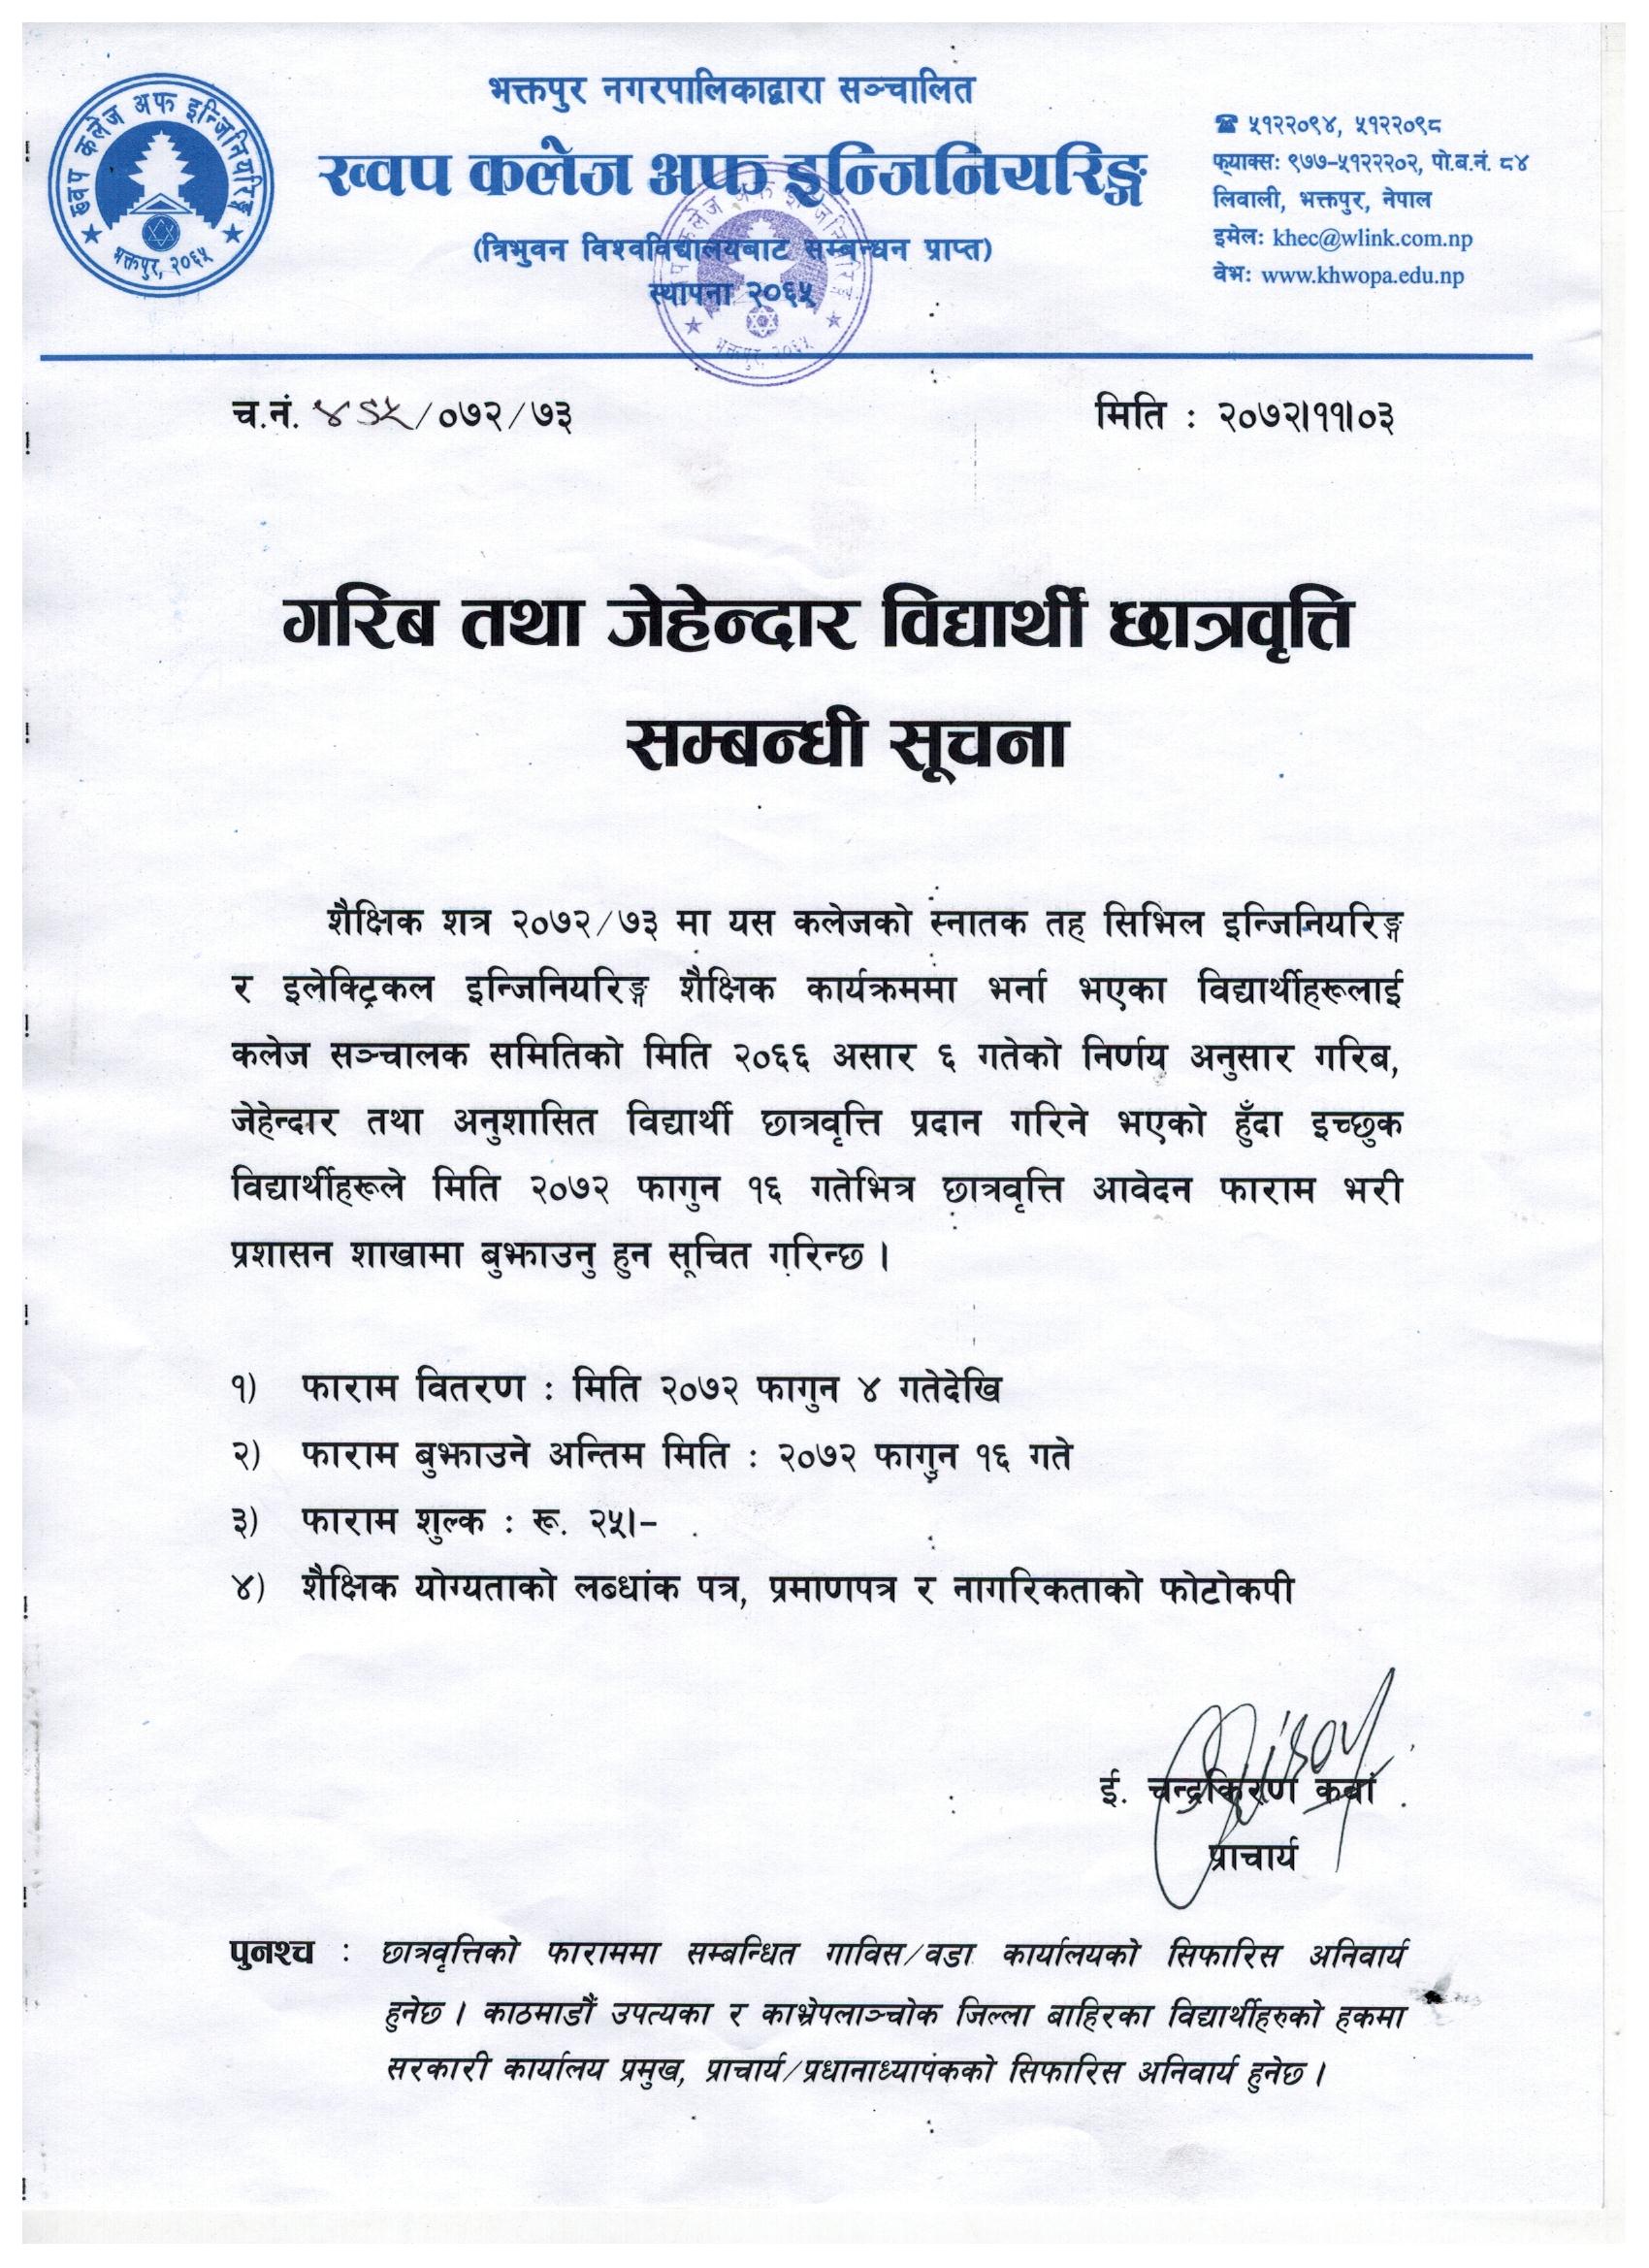 भक्तपुर नगरपालिकाद्वारा सञ्चालित
ख्वप कलेज अफ इन्जिनियरिङ्ग
(त्रिभुवन विश्वविद्यालयबाट सम्बन्धन प्राप्त)
स्थापना २०६५
ख्वप कलेज अफ इन्जिनियरिङ्ग
भक्तपुर, २०६५
☎ ५१२२०९४, ५१२२०९८
फ्याक्स: ९७७-५१२२२०२, पो.ब.नं. ८४
लिवाली, भक्तपुर, नेपाल
इमेल: khec@wlink.com.np
वेभ: www.khwopa.edu.np
च.नं. /०७२/७३
मिति : २०७२।११।०३
गरिब तथा जेहेन्दार विद्यार्थी छात्रवृत्ति
सम्बन्धी सूचना
शैक्षिक शत्र २०७२/७३ मा यस कलेजको स्नातक तह सिभिल इन्जिनियरिङ्ग
र इलेक्ट्रिकल इन्जिनियरिङ्ग शैक्षिक कार्यक्रममा भर्ना भएका विद्यार्थीहरूलाई
कलेज सञ्चालक समितिको मिति २०६६ असार ६ गतेको निर्णय अनुसार गरिब,
जेहेन्दार तथा अनुशासित विद्यार्थी छात्रवृत्ति प्रदान गरिने भएको हुँदा इच्छुक
विद्यार्थीहरूले मिति २०७२ फागुन १६ गतेभित्र छात्रवृत्ति आवेदन फाराम भरी
प्रशासन शाखामा बुझाउनु हुन सूचित गरिन्छ ।
१) फाराम वितरण : मिति २०७२ फागुन ४ गतेदेखि
२) फाराम बुझाउने अन्तिम मिति : २०७२ फागुन १६ गते
३) फाराम शुल्क : रू. २५।-
४) शैक्षिक योग्यताको लब्धांक पत्र, प्रमाणपत्र र नागरिकताको फोटोकपी
ई. चन्द्रकिरण कवां
प्राचार्य
पुनश्च : छात्रवृत्तिको फाराममा सम्बन्धित गाविस/वडा कार्यालयको सिफारिस अनिवार्य
हुनेछ । काठमाडौं उपत्यका र काभ्रेपलाञ्चोक जिल्ला बाहिरका विद्यार्थीहरुको हकमा
सरकारी कार्यालय प्रमुख, प्राचार्य/प्रधानाध्यापकको सिफारिस अनिवार्य हुनेछ ।